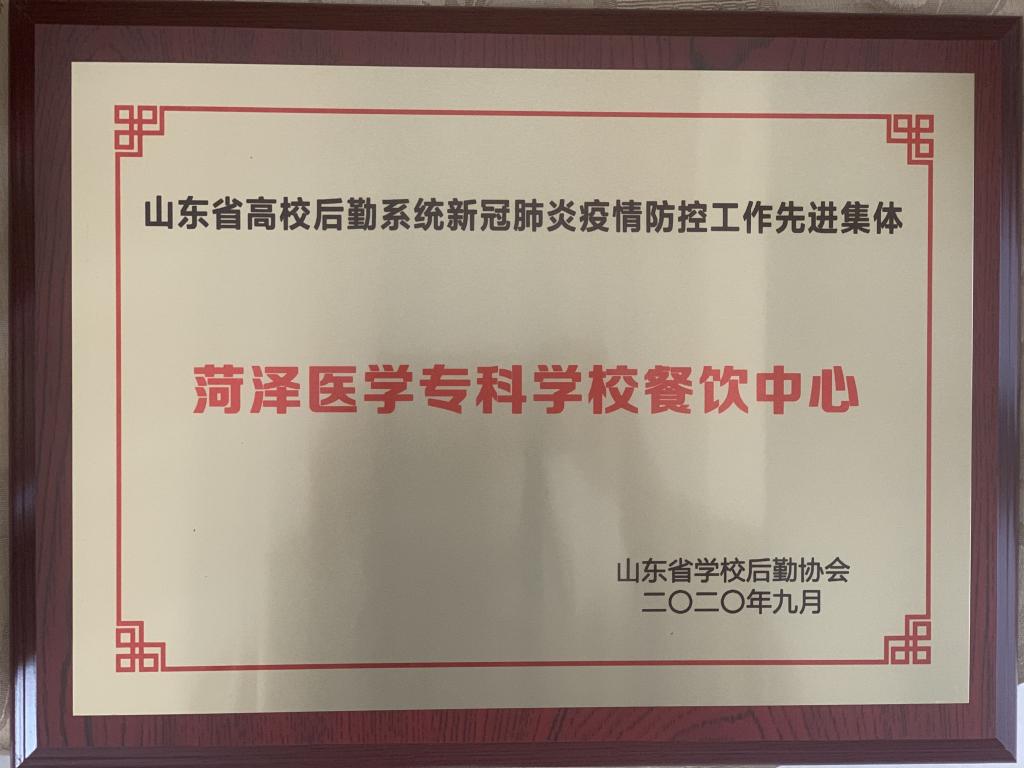 山东省高校后勤系统新冠肺炎疫情防控工作先进集体
菏泽医学专科学校餐饮中心
山东省学校后勤协会
二〇二〇年九月